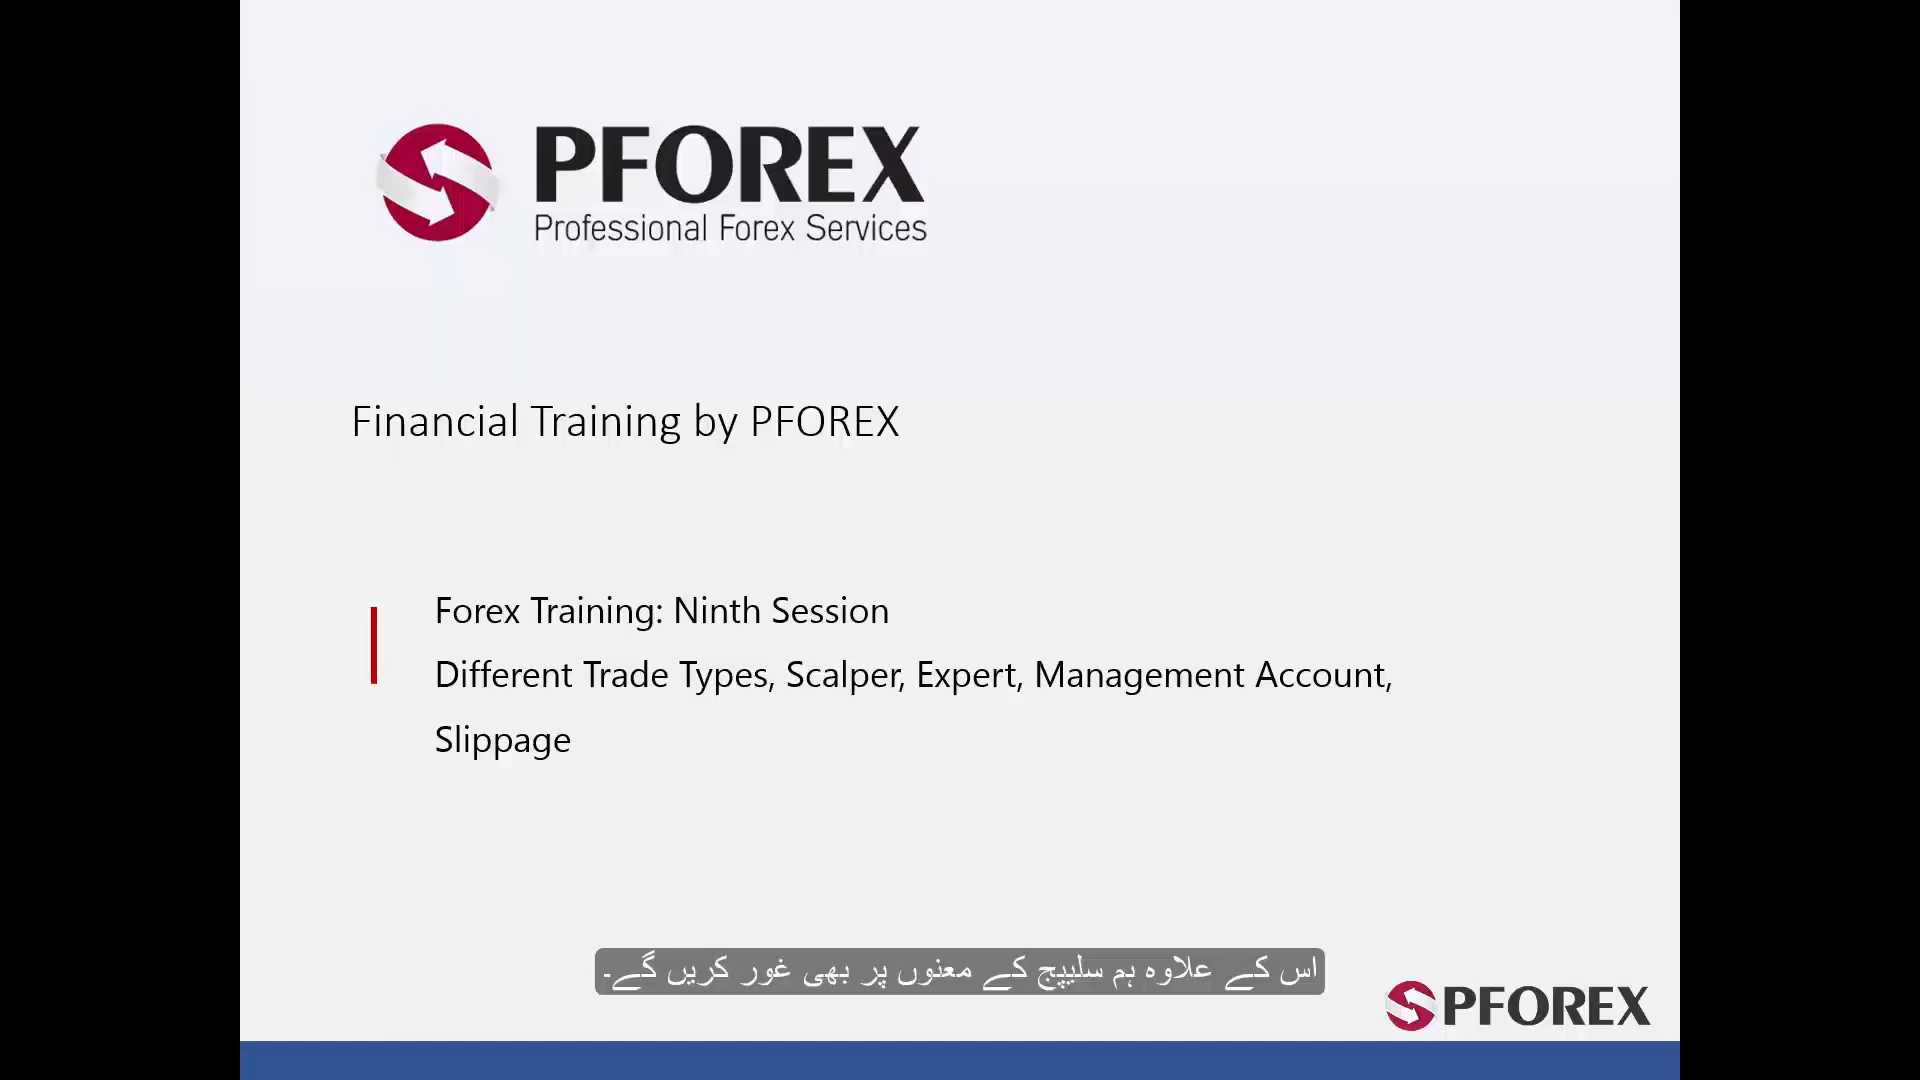 PFOREX
Professional Forex Services
Financial Training by PFOREX
Forex Training: Ninth Session
Different Trade Types, Scalper, Expert, Management Account,
Slippage
اس کے علاوہ ہم سلیپج کے معنوں پر بھی غور کریں گے۔
PFOREX